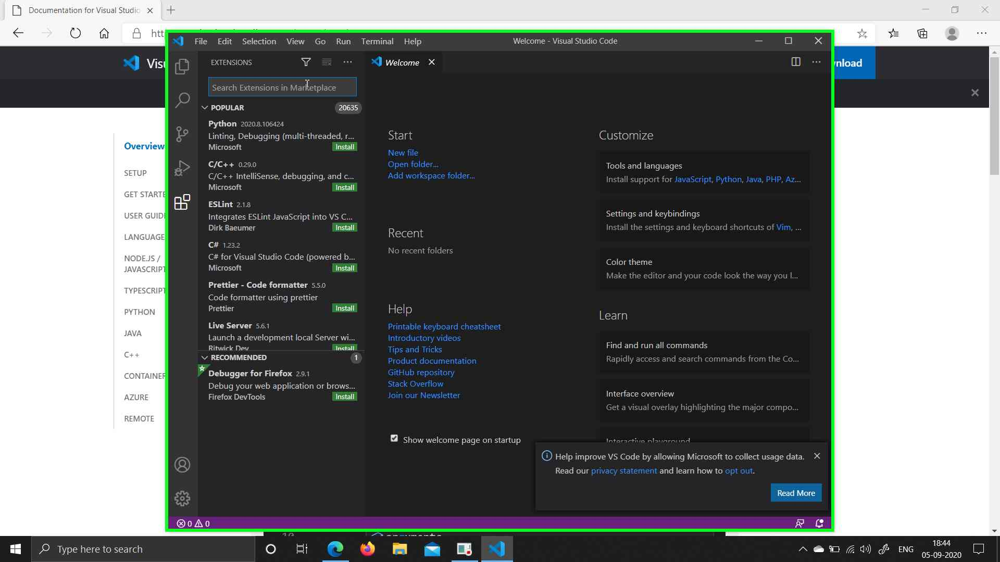 Documentation for Visual Studio
File Edit Selection View Go Run Terminal Help
Welcome - Visual Studio Code
EXTENSIONS
Welcome
Search Extensions in Marketplace
POPULAR 20635
Python 2020.8.106424
Linting, Debugging (multi-threaded, r...
Microsoft Install
C/C++ 0.29.0
C/C++ IntelliSense, debugging, and c...
Microsoft Install
ESLint 2.1.8
Integrates ESLint JavaScript into VS C...
Dirk Baeumer Install
C# 1.23.2
C# for Visual Studio Code (powered b...
Microsoft Install
Prettier - Code formatter 5.5.0
Code formatter using prettier
Prettier Install
Live Server 5.6.1
Launch a development local Server wi...
Ritwick Dey Install
RECOMMENDED 1
Debugger for Firefox 2.9.1
Debug your web application or brows...
Firefox DevTools Install
Start
New file
Open folder...
Add workspace folder...
Recent
No recent folders
Help
Printable keyboard cheatsheet
Introductory videos
Tips and Tricks
Product documentation
GitHub repository
Stack Overflow
Join our Newsletter
Show welcome page on startup
Customize
Tools and languages
Install support for JavaScript, Python, Java, PHP, Az...
Settings and keybindings
Install the settings and keyboard shortcuts of Vim, ...
Color theme
Make the editor and your code look the way you l...
Learn
Find and run all commands
Rapidly access and search commands from the Co...
Interface overview
Get a visual overlay highlighting the major compo...
Interactive playground
Help improve VS Code by allowing Microsoft to collect usage data.
Read our privacy statement and learn how to opt out.
Read More
0 0
Overview
SETUP
GET STARTE
USER GUID
LANGUAGE
NODE.JS /
JAVASCRIPT
TYPESCRIPT
PYTHON
JAVA
C++
CONTAINER
AZURE
REMOTE
Type here to search
ENG
18:44
05-09-2020